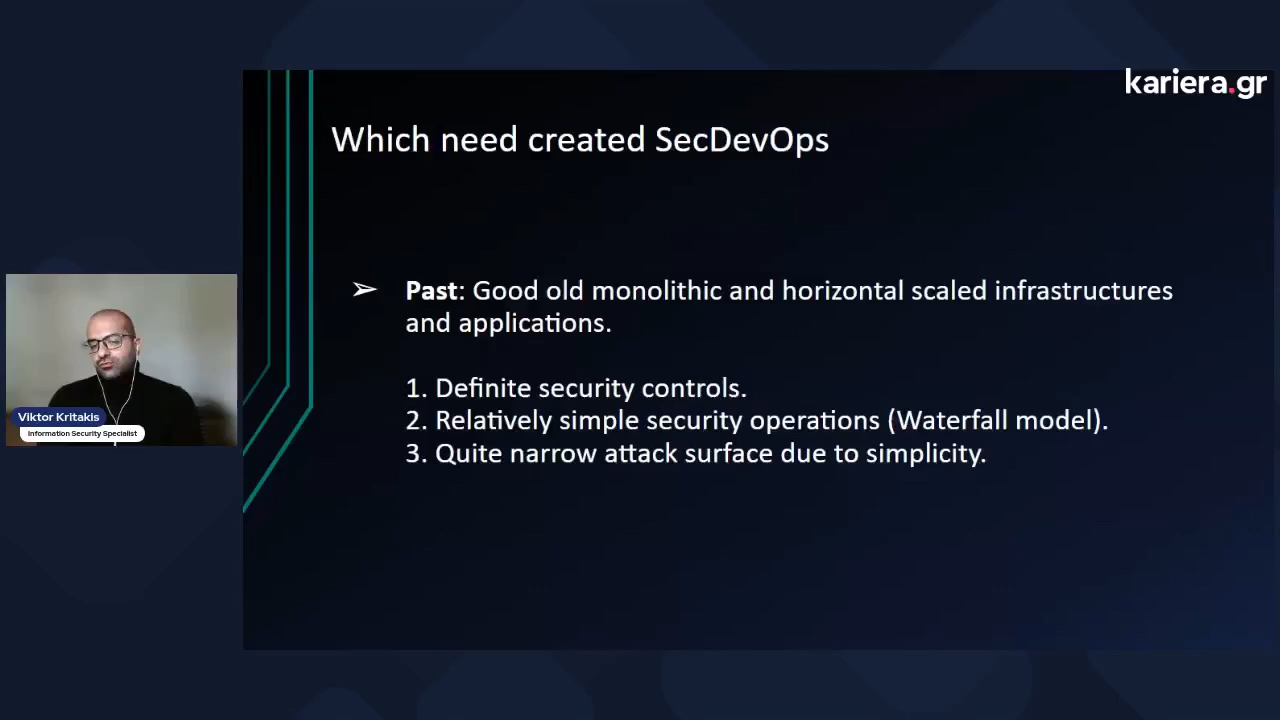 kariera.gr
Which need created SecDevOps
➢ Past: Good old monolithic and horizontal scaled infrastructures
and applications.
1. Definite security controls.
2. Relatively simple security operations (Waterfall model).
3. Quite narrow attack surface due to simplicity.
Viktor Kritakis
Information Security Specialist